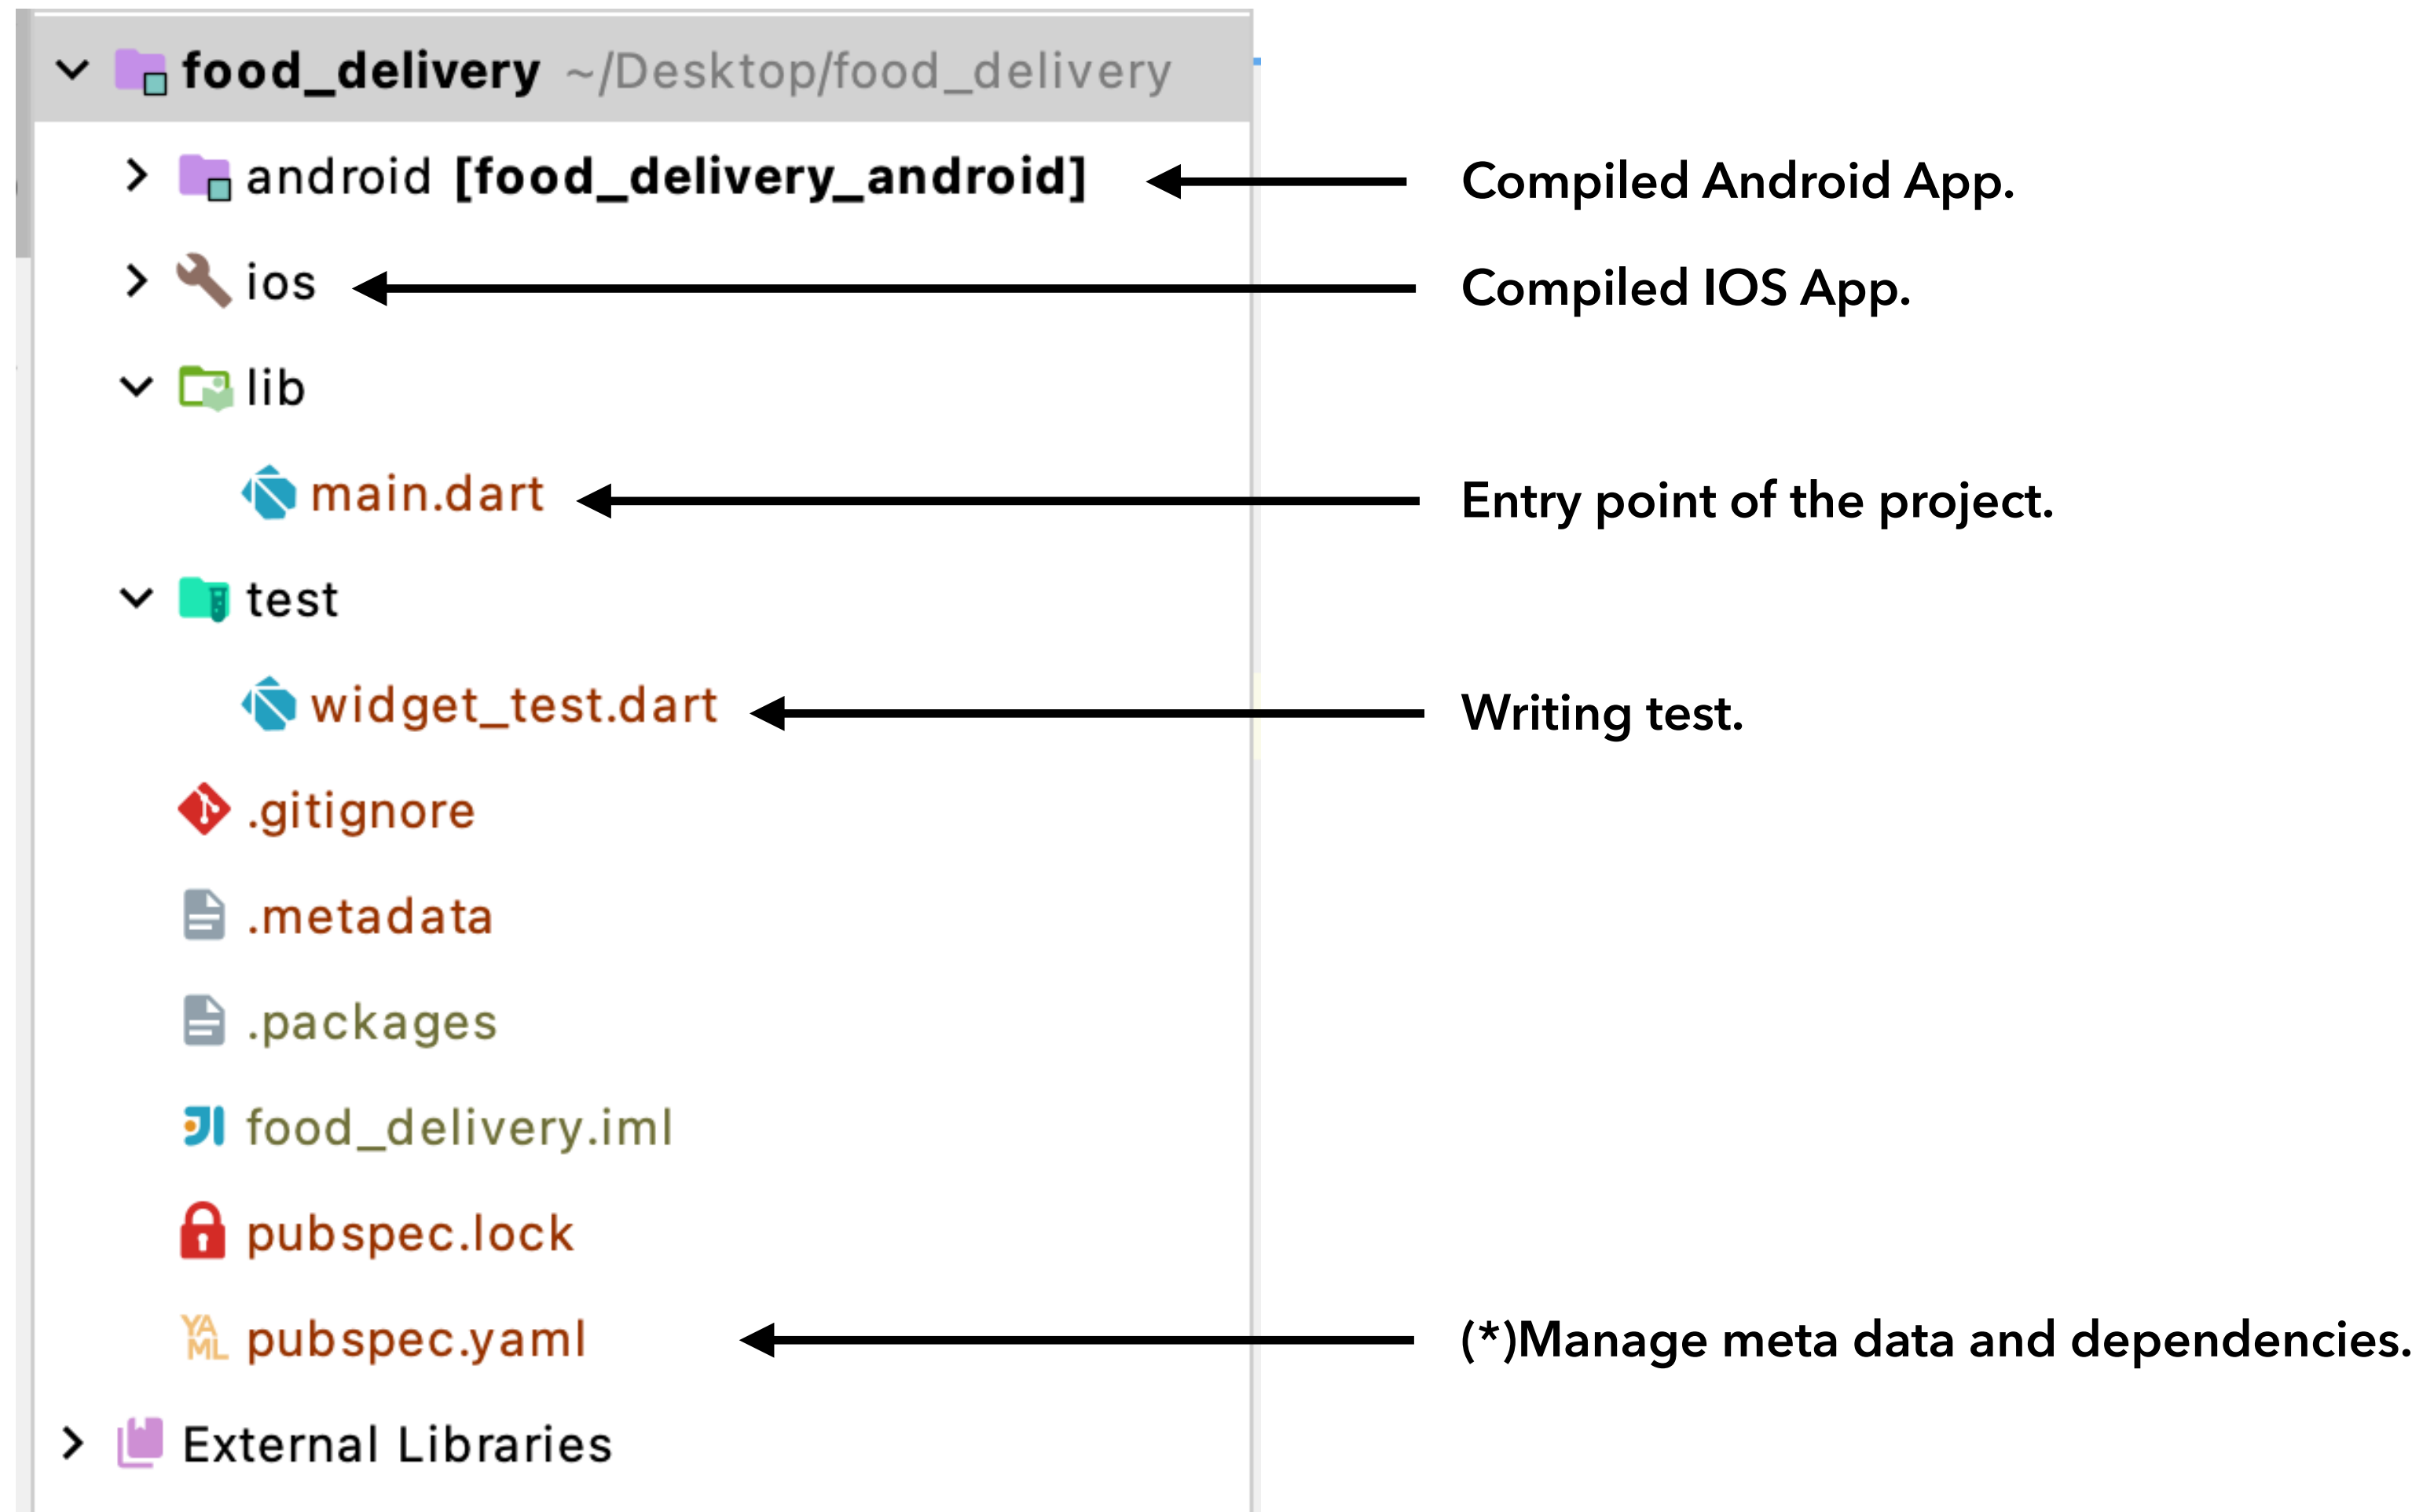 food_delivery ~/Desktop/food_delivery
android [food_delivery_android] Compiled Android App.
ios Compiled IOS App.
lib
main.dart Entry point of the project.
test
widget_test.dart Writing test.
.gitignore
.metadata
.packages
food_delivery.iml
pubspec.lock
YAML pubspec.yaml (*)Manage meta data and dependencies.
External Libraries